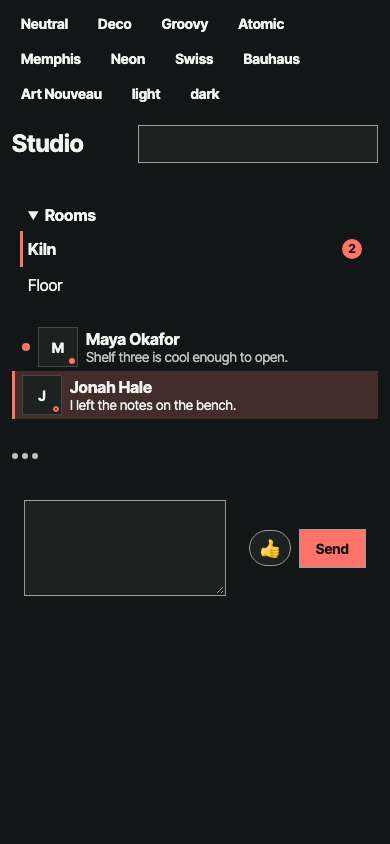 Neutral Deco Groovy Atomic
Memphis Neon Swiss Bauhaus
Art Nouveau light dark
Studio
▼ Rooms
Kiln 2
Floor
M Maya Okafor
Shelf three is cool enough to open.
J Jonah Hale
I left the notes on the bench.
👍 Send